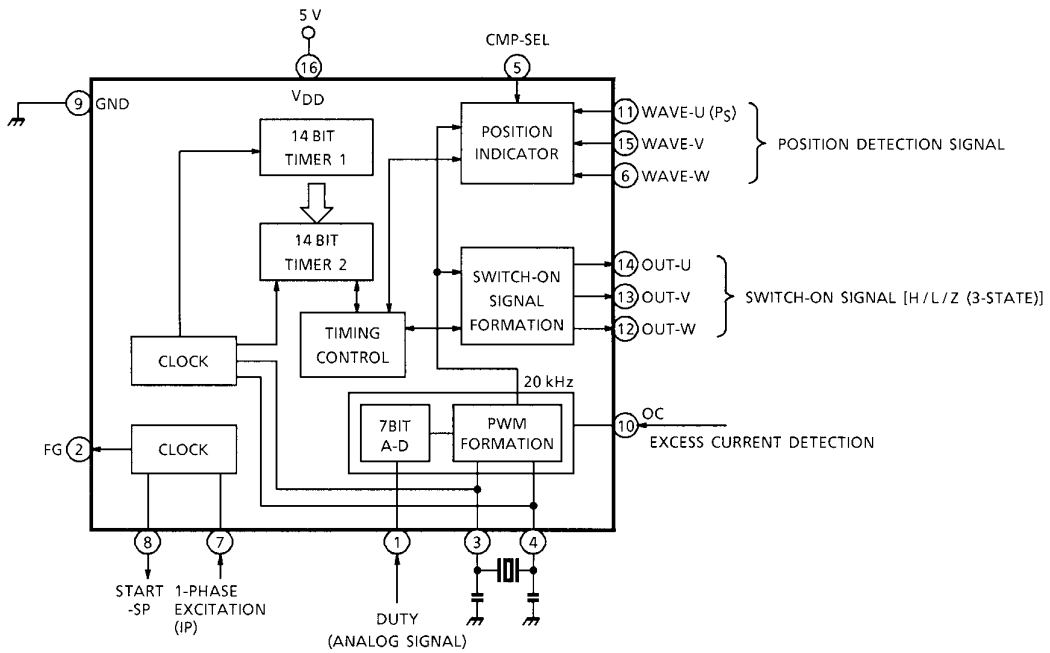 5 V
16
VDD
CMP-SEL
5
9 GND
14 BIT
TIMER 1
POSITION
INDICATOR
11 WAVE-U (PS)
15 WAVE-V
6 WAVE-W
POSITION DETECTION SIGNAL
14 BIT
TIMER 2
SWITCH-ON
SIGNAL
FORMATION
14 OUT-U
13 OUT-V
12 OUT-W
SWITCH-ON SIGNAL [H / L / Z (3-STATE)]
TIMING
CONTROL
CLOCK
20 kHz
7BIT
A-D
PWM
FORMATION
10 OC
EXCESS CURRENT DETECTION
FG 2
CLOCK
8
7
1
3
4
START
-SP
1-PHASE
EXCITATION
(IP)
DUTY
(ANALOG SIGNAL)